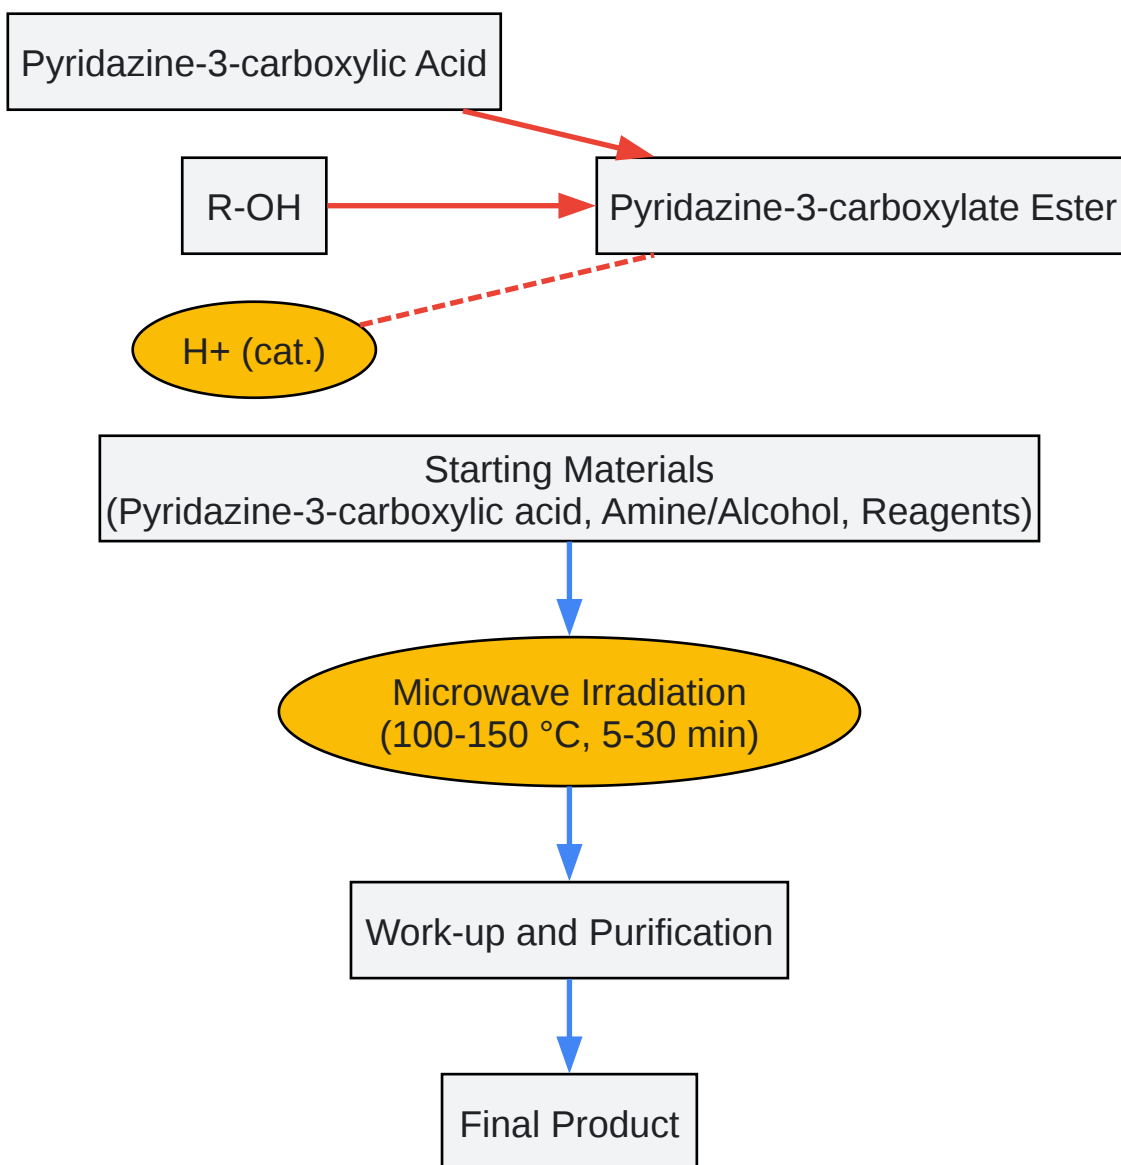 Pyridazine-3-carboxylic Acid
R-OH
Pyridazine-3-carboxylate Ester
H+ (cat.)
Starting Materials
(Pyridazine-3-carboxylic acid, Amine/Alcohol, Reagents)
Microwave Irradiation
(100-150 °C, 5-30 min)
Work-up and Purification
Final Product